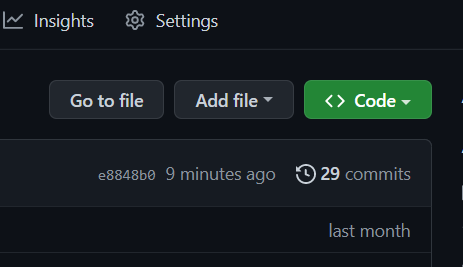 Insights Settings
Go to file Add file <> Code
e8848b0 9 minutes ago 29 commits
last month